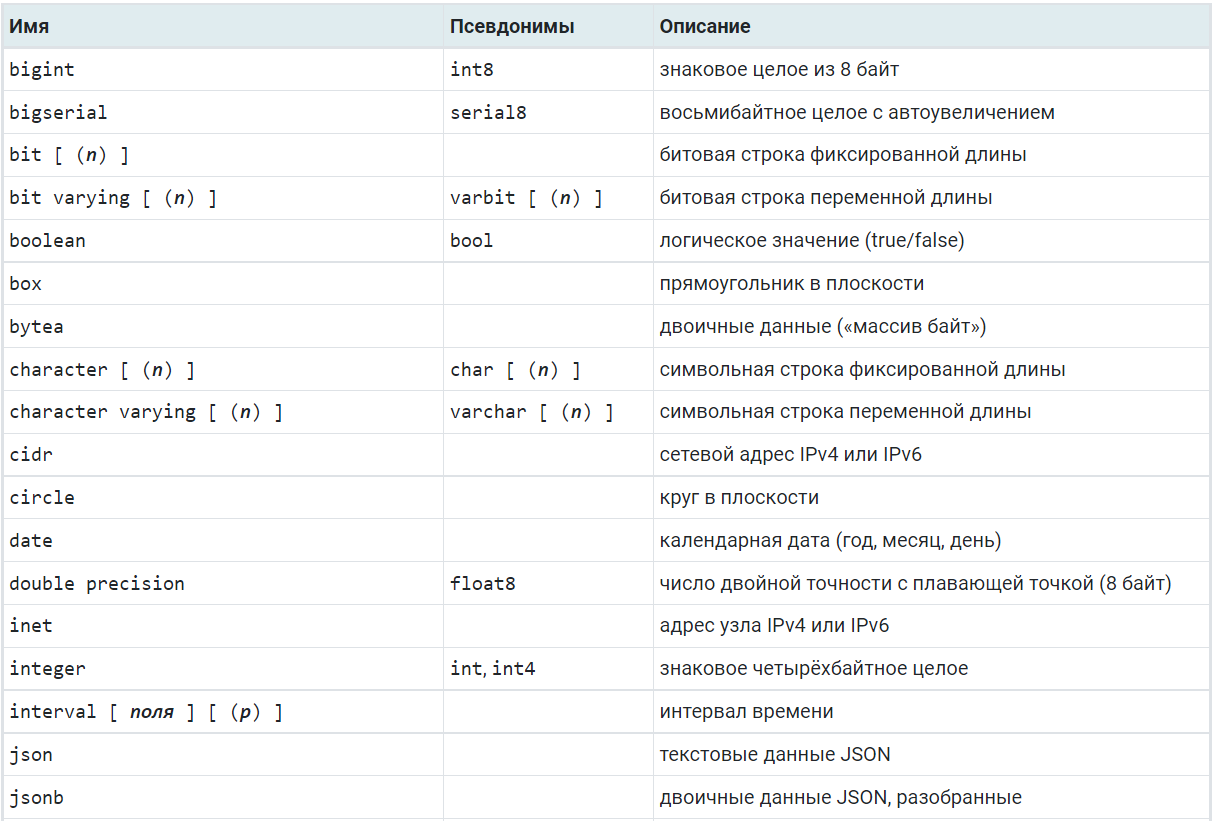 Имя Псевдонимы Описание
bigint int8 знаковое целое из 8 байт
bigserial serial8 восьмибайтное целое с автоувеличением
bit [ (n) ] битовая строка фиксированной длины
bit varying [ (n) ] varbit [ (n) ] битовая строка переменной длины
boolean bool логическое значение (true/false)
box прямоугольник в плоскости
bytea двоичные данные («массив байт»)
character [ (n) ] char [ (n) ] символьная строка фиксированной длины
character varying [ (n) ] varchar [ (n) ] символьная строка переменной длины
cidr сетевой адрес IPv4 или IPv6
circle круг в плоскости
date календарная дата (год, месяц, день)
double precision float8 число двойной точности с плавающей точкой (8 байт)
inet адрес узла IPv4 или IPv6
integer int, int4 знаковое четырёхбайтное целое
interval [ поля ] [ (p) ] интервал времени
json текстовые данные JSON
jsonb двоичные данные JSON, разобранные